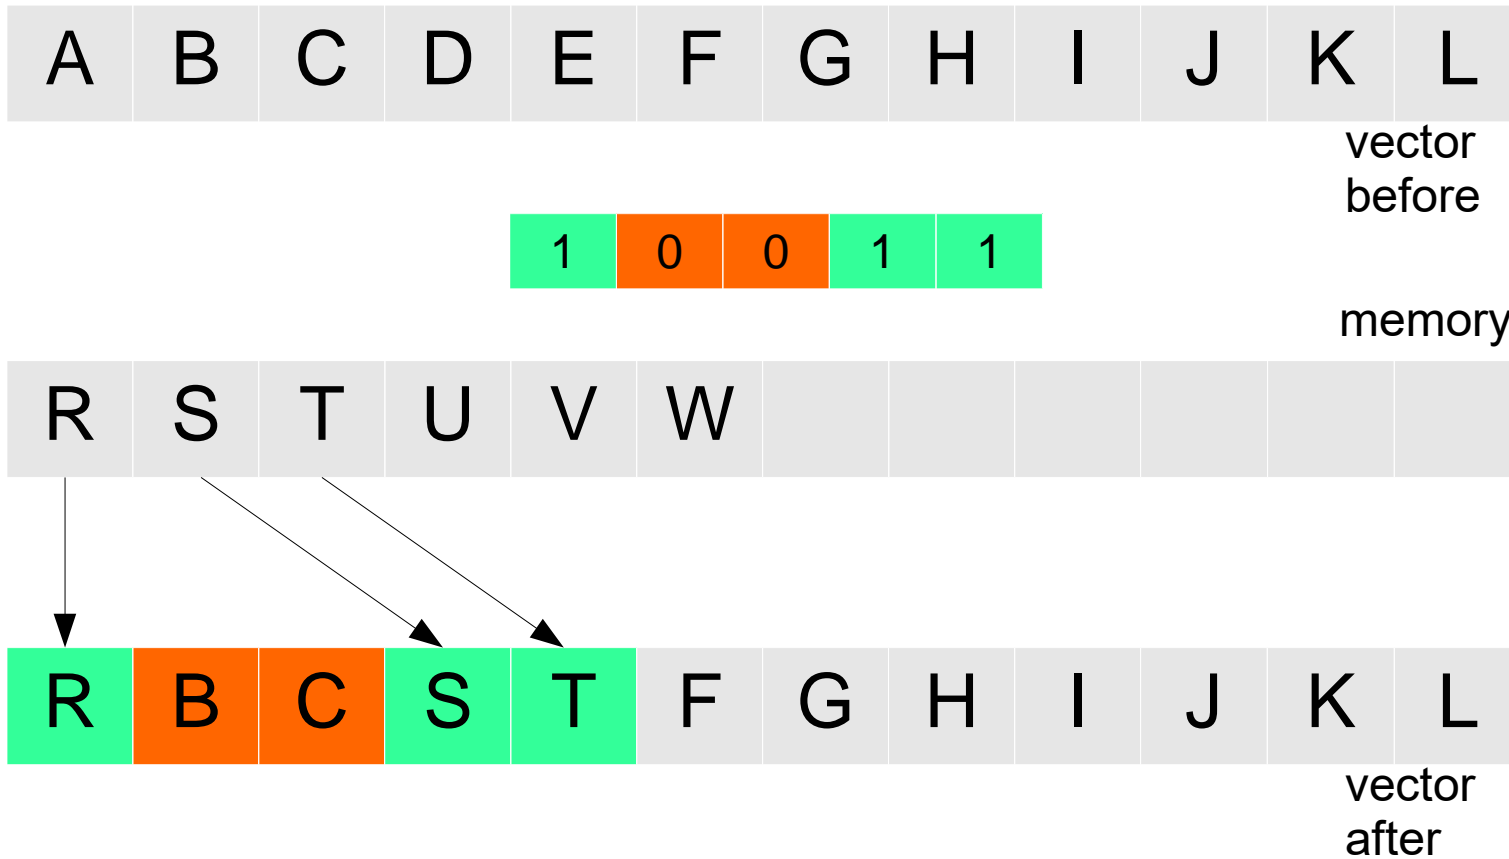 A B C D E F G H I J K L
vector
before
1 0 0 1 1
memory
R S T U V W
R B C S T F G H I J K L
vector
after